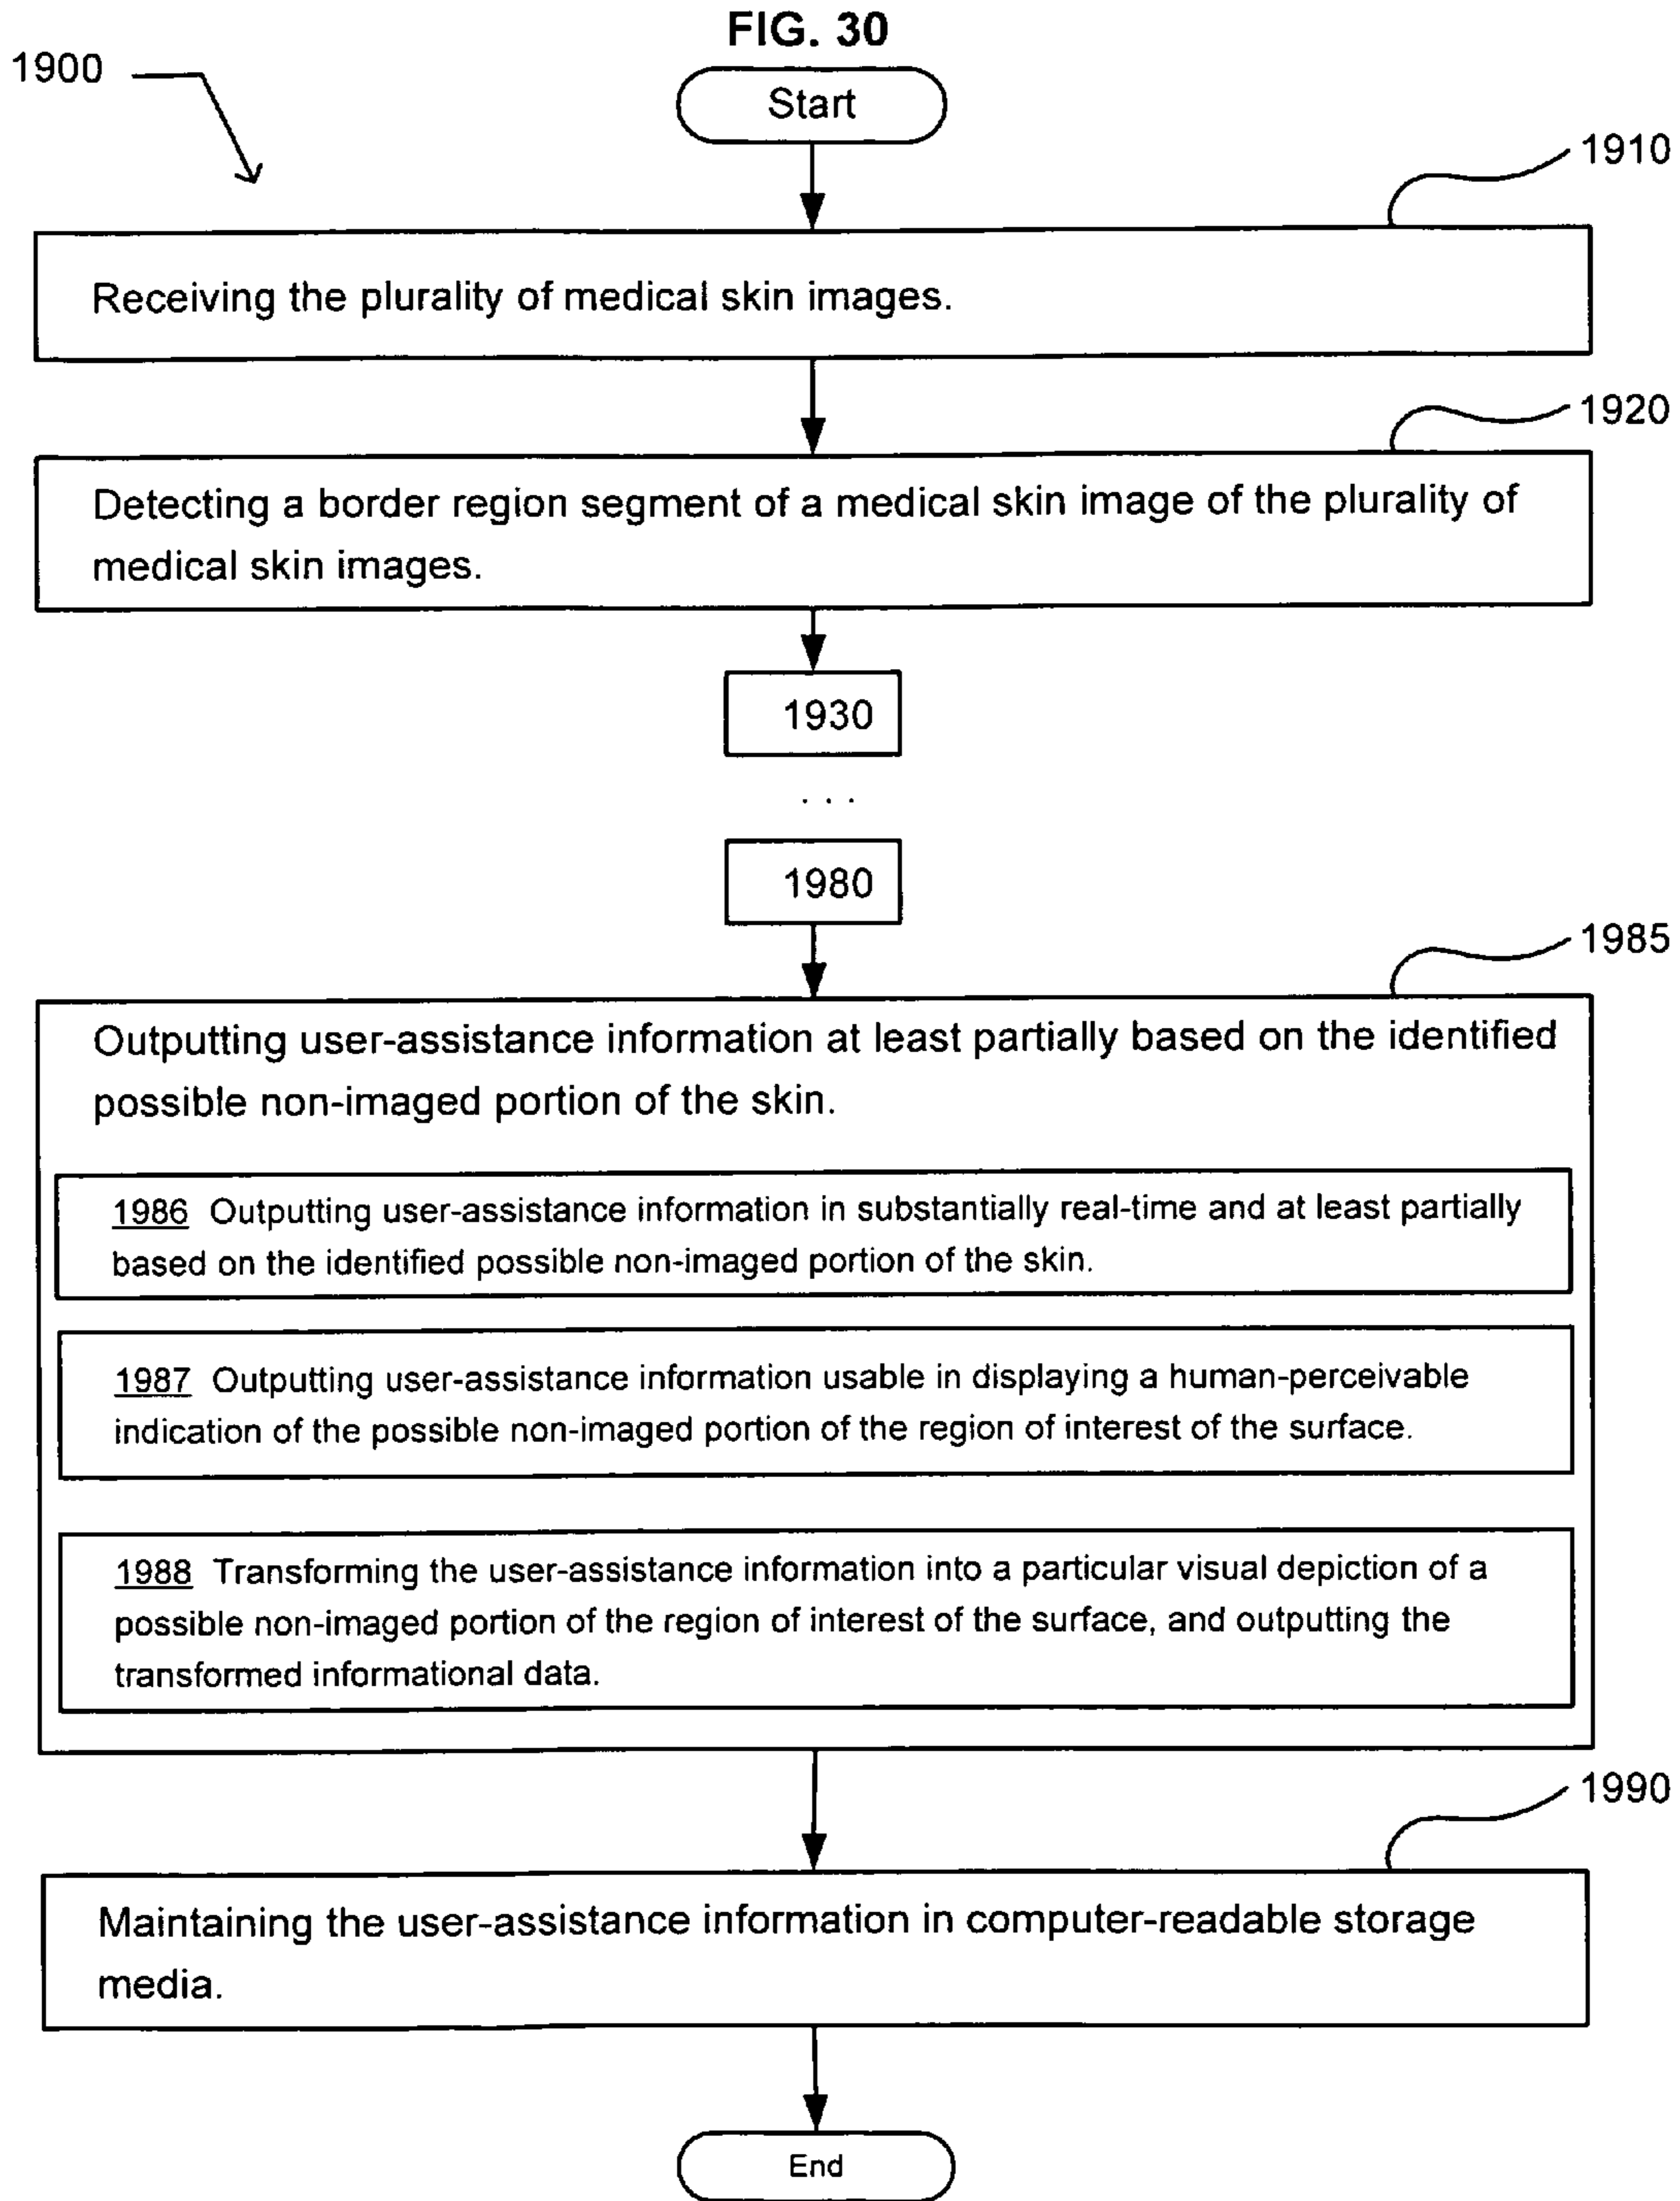 FIG. 30
1900
Start
1910
Receiving the plurality of medical skin images.
1920
Detecting a border region segment of a medical skin image of the plurality of
medical skin images.
1930
. . .
1980
1985
Outputting user-assistance information at least partially based on the identified
possible non-imaged portion of the skin.
1986 Outputting user-assistance information in substantially real-time and at least partially
based on the identified possible non-imaged portion of the skin.
1987 Outputting user-assistance information usable in displaying a human-perceivable
indication of the possible non-imaged portion of the region of interest of the surface.
1988 Transforming the user-assistance information into a particular visual depiction of a
possible non-imaged portion of the region of interest of the surface, and outputting the
transformed informational data.
1990
Maintaining the user-assistance information in computer-readable storage
media.
End